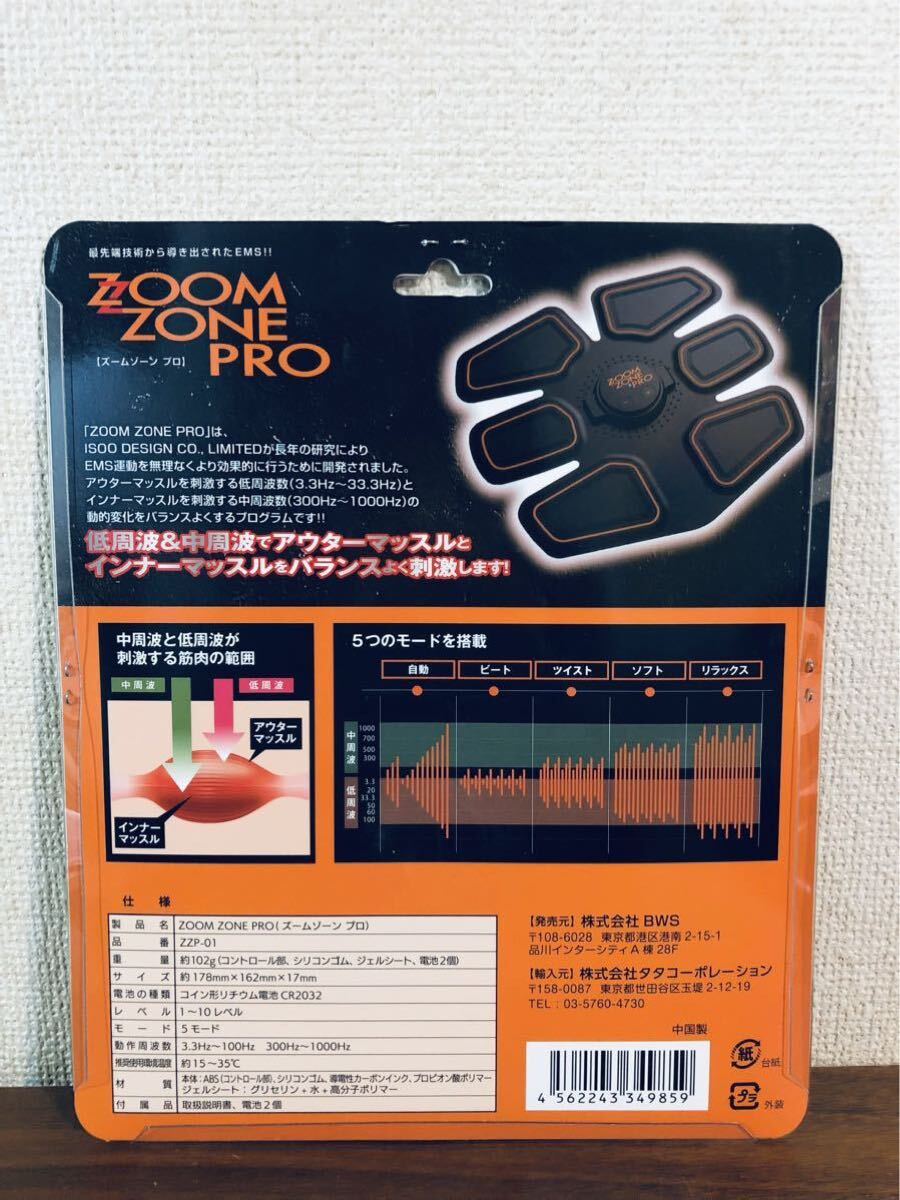 最先端技術から導き出されたEMS!!
ZOOM
ZONE
PRO
【ズームゾーン プロ】
ZOOM
ZONE
PRO
「ZOOM ZONE PRO」は、
ISOO DESIGN CO., LIMITEDが長年の研究により
EMS運動を無理なくより効果的に行うために開発されました。
アウターマッスルを刺激する低周波数(3.3Hz～33.3Hz)と
インナーマッスルを刺激する中周波数(300Hz～1000Hz)の
動的変化をバランスよくするプログラムです!!
低周波&中周波でアウターマッスルと
インナーマッスルをバランスよく刺激します!
中周波と低周波が
刺激する筋肉の範囲
中周波 低周波
アウター
マッスル
インナー
マッスル
5つのモードを搭載
自動 ビート ツイスト ソフト リラックス
中周波
1000
700
500
300
低周波
3.3
20
33.3
50
60
100
仕様
製品名 ZOOM ZONE PRO(ズームゾーン プロ)
品番 ZZP-01
重量 約102g(コントロール部、シリコンゴム、ジェルシート、電池2個)
サイズ 約178mm×162mm×17mm
電池の種類 コイン形リチウム電池 CR2032
レベル 1～10レベル
モード 5モード
動作周波数 3.3Hz～100Hz 300Hz～1000Hz
推奨使用環境温度 約15～35℃
材質 本体:ABS(コントロール部)、シリコンゴム、導電性カーボンインク、プロピオン酸ポリマー
ジェルシート:グリセリン+水+高分子ポリマー
付属品 取扱説明書、電池2個
【発売元】株式会社 BWS
〒108-6028 東京都港区港南2-15-1
品川インターシティA棟 28F
【輸入元】株式会社タタコーポレーション
〒158-0087 東京都世田谷区玉堤2-12-19
TEL : 03-5760-4730
中国製
4 562243 349859
紙 台紙
プラ 外装